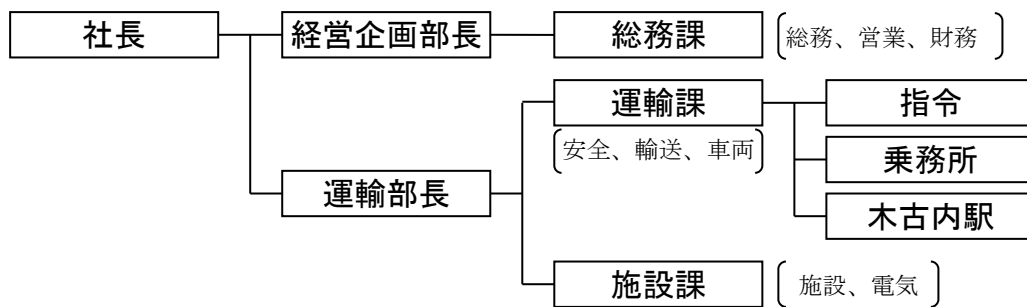 社長
経営企画部長
総務課
総務、営業、財務
運輸課
安全、輸送、車両
指令
乗務所
木古内駅
運輸部長
施設課
施設、電気